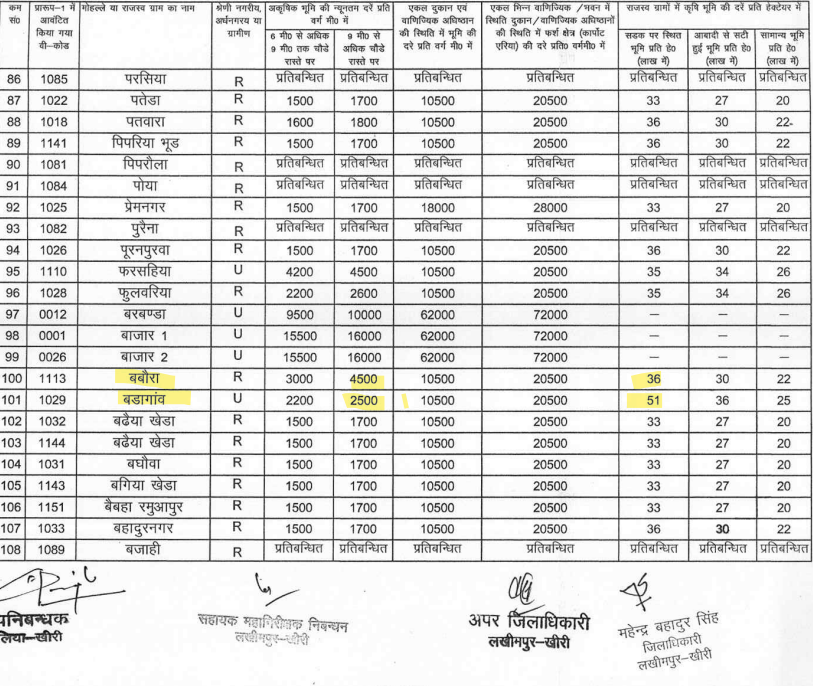 कम सं0 | प्रारूप–1 में आवंटित किया गया वी–कोड | मोहल्ले या राजस्व ग्राम का नाम | श्रेणी नगरीय, अर्धनगरय या ग्रामीण | अकृषिक भूमि की न्यूनतम दरें प्रति वर्ग मी0 में | एकल दुकान एवं वाणिज्यिक अधिष्ठान की स्थिति में भूमि की दरे प्रति वर्ग मी0 में | एकल भिन्न वाणिज्यिक /भवन में स्थिति दुकान/वाणिज्यिक अधिष्ठानों की स्थिति में फर्श क्षेत्र (कार्पोट एरिया) की दरे प्रति0 वर्गमी0 में | राजस्व ग्रामों में कृषि भूमि की दरें प्रति हेक्टेयर में
6 मी0 से अधिक 9 मी0 तक चौडे रास्ते पर | 9 मी0 से अधिक चौडे रास्ते पर | सडक पर स्थित भूमि प्रति हे0 (लाख में) | आबादी से सटी हुई भूमि प्रति हे0 (लाख में) | सामान्य भूमि प्रति हे0 (लाख में)
86 1085 परसिया R प्रतिबन्धित प्रतिबन्धित प्रतिबन्धित प्रतिबन्धित प्रतिबन्धित प्रतिबन्धित प्रतिबन्धित
87 1022 पतेडा R 1500 1700 10500 20500 33 27 20
88 1018 पतवारा R 1600 1800 10500 20500 36 30 22
89 1141 पिपरिया भूड R 1500 1700 10500 20500 36 30 22
90 1081 पिपरौला R प्रतिबन्धित प्रतिबन्धित प्रतिबन्धित प्रतिबन्धित प्रतिबन्धित प्रतिबन्धित प्रतिबन्धित
91 1084 पोया R प्रतिबन्धित प्रतिबन्धित प्रतिबन्धित प्रतिबन्धित प्रतिबन्धित प्रतिबन्धित प्रतिबन्धित
92 1025 प्रेमनगर R 1500 1700 18000 28000 33 27 20
93 1082 पुरैना R प्रतिबन्धित प्रतिबन्धित प्रतिबन्धित प्रतिबन्धित प्रतिबन्धित प्रतिबन्धित प्रतिबन्धित
94 1026 पूरनपुरवा R 1500 1700 10500 20500 36 30 22
95 1110 फरसहिया U 4200 4500 10500 20500 35 34 26
96 1028 फुलवरिया R 2200 2600 10500 20500 35 34 26
97 0012 बरबण्डा U 9500 10000 62000 72000 — — —
98 0001 बाजार 1 U 15500 16000 62000 72000 — — —
99 0026 बाजार 2 U 15500 16000 62000 72000 — — —
100 1113 बबौरा R 3000 4500 10500 20500 36 30 22
101 1029 बडागांव U 2200 2500 10500 20500 51 36 25
102 1032 बढैया खेडा R 1500 1700 10500 20500 33 27 20
103 1144 बढैया खेडा R 1500 1700 10500 20500 33 27 20
104 1031 बघौवा R 1500 1700 10500 20500 33 27 20
105 1143 बगिया खेडा R 1500 1700 10500 20500 33 27 20
106 1151 बैबहा रमुआपुर R 1500 1700 10500 20500 33 27 20
107 1033 बहादुरनगर R 1500 1700 10500 20500 36 30 22
108 1089 बजाही R प्रतिबन्धित प्रतिबन्धित प्रतिबन्धित प्रतिबन्धित प्रतिबन्धित प्रतिबन्धित प्रतिबन्धित
पनिबन्धक
लिया–खीरी
सहायक महानिरीक्षक निबन्धन
लखीमपुर–खीरी
अपर जिलाधिकारी
लखीमपुर–खीरी
महेन्द्र बहादुर सिंह
जिलाधिकारी
लखीमपुर–खीरी